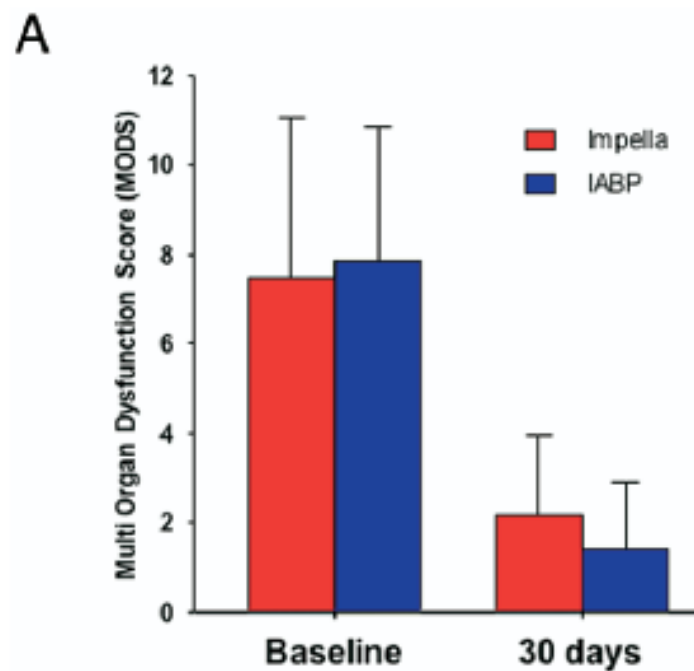 A
Multi Organ Dysfunction Score (MODS)
12
10
8
6
4
2
0
Impella
IABP
Baseline
30 days